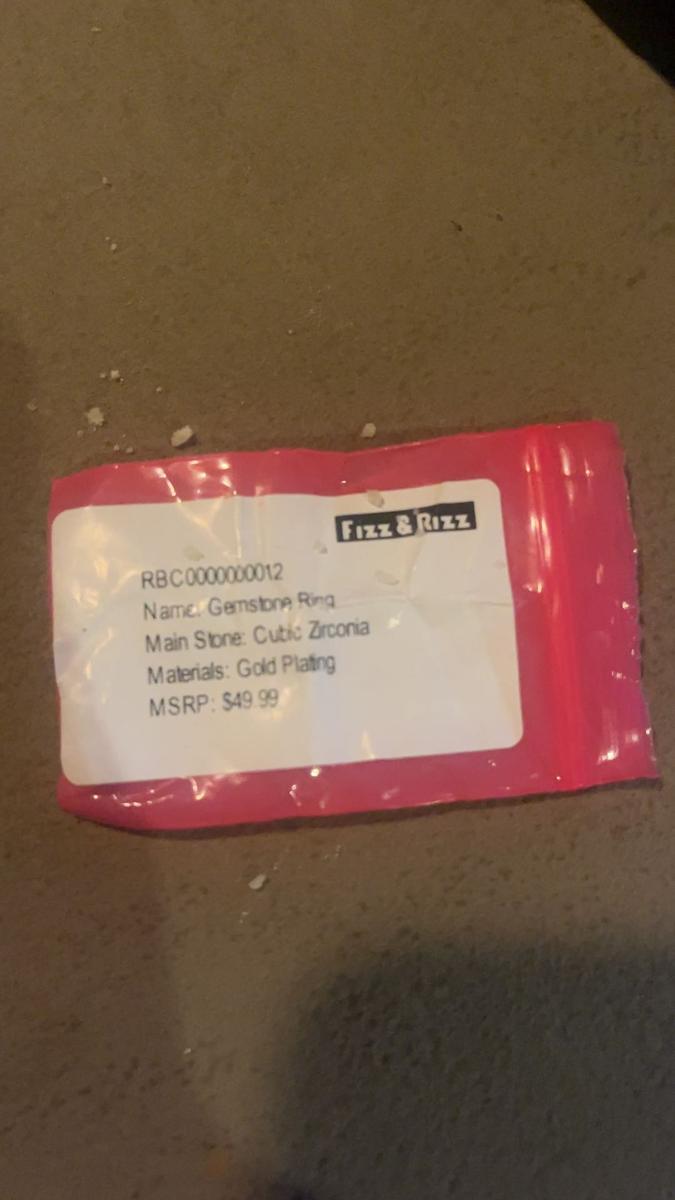 Fizz & Rizz
RBC0000000012
Name: Gemstone Ring
Main Stone: Cubic Zirconia
Materials: Gold Plating
MSRP: $49.99